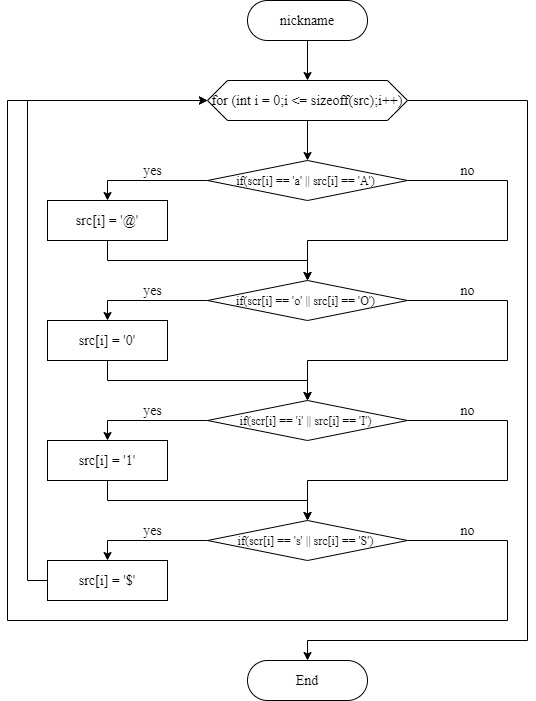 nickname
for (int i = 0;i <= sizeoff(src);i++)
yes
if(scr[i] == 'a' || src[i] == 'A')
no
src[i] = '@'
yes
if(scr[i] == 'o' || src[i] == 'O')
no
src[i] = '0'
yes
if(scr[i] == 'i' || src[i] == 'I')
no
src[i] = '1'
yes
if(scr[i] == 's' || src[i] == 'S')
no
src[i] = '$'
End